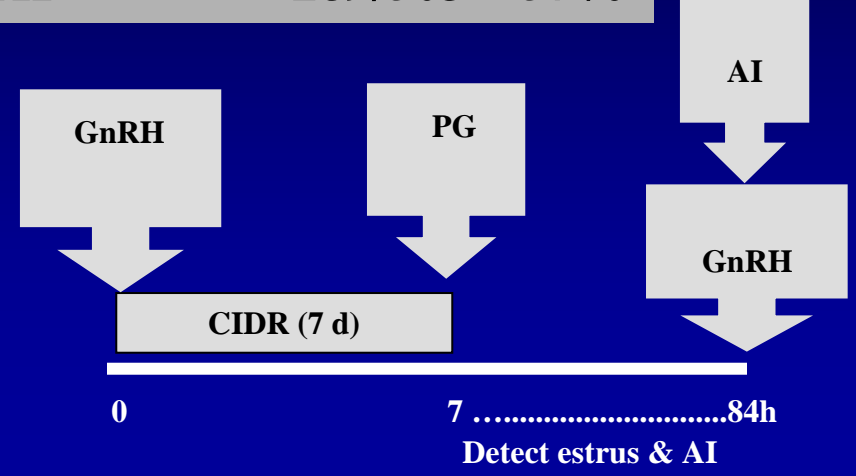 AI
GnRH
PG
GnRH
CIDR (7 d)
0
7 …............................84h
Detect estrus & AI